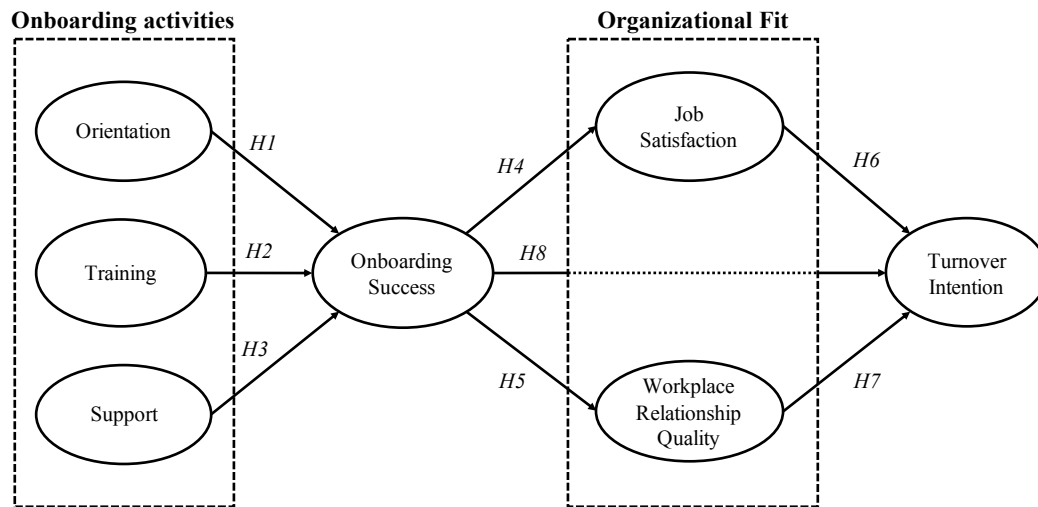 Onboarding activities
Organizational Fit
Orientation
H1
H4
Job
Satisfaction
H6
Training
H2
Onboarding
Success
H8
Turnover
Intention
Support
H3
H5
Workplace
Relationship
Quality
H7